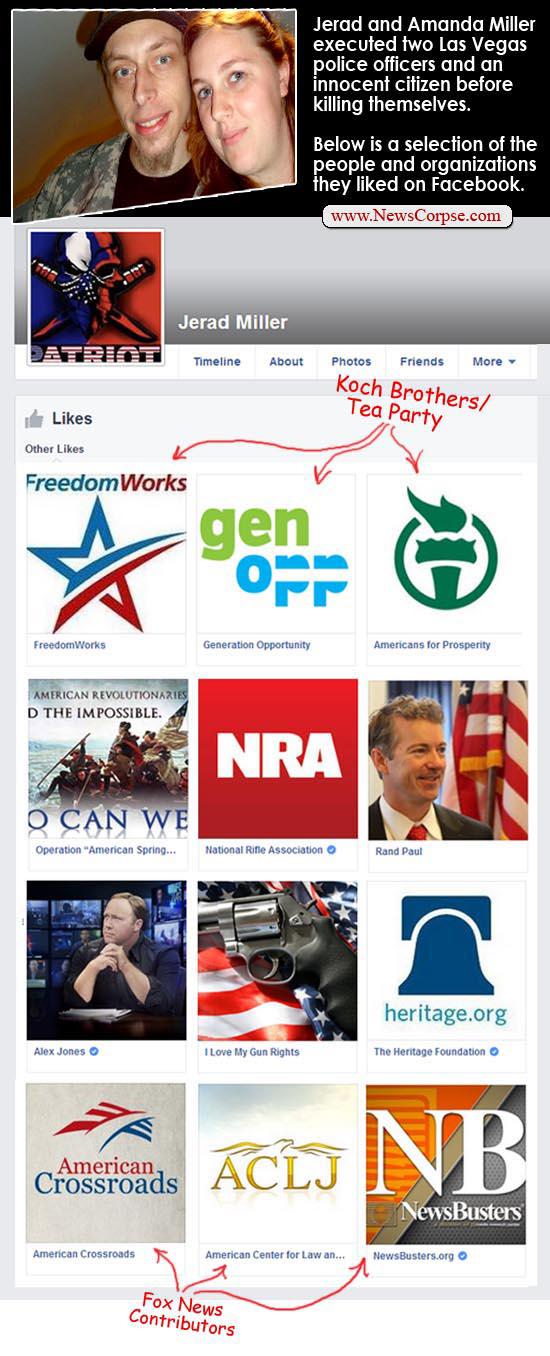 Jerad and Amanda Miller
executed two Las Vegas
police officers and an
innocent citizen before
killing themselves.
Below is a selection of the
people and organizations
they liked on Facebook.
www.NewsCorpse.com
PATRIOT
Jerad Miller
Timeline About Photos Friends More
Koch Brothers/
Tea Party
Likes
Other Likes
FreedomWorks
gen
opp
FreedomWorks
Generation Opportunity
Americans for Prosperity
AMERICAN REVOLUTIONARIES
D THE IMPOSSIBLE.
O CAN WE
NRA
Operation "American Spring...
National Rifle Association
Rand Paul
heritage.org
Alex Jones
I Love My Gun Rights
The Heritage Foundation
American
Crossroads
ACLJ
NB
NewsBusters
American Crossroads
American Center for Law an...
NewsBusters.org
Fox News
Contributors